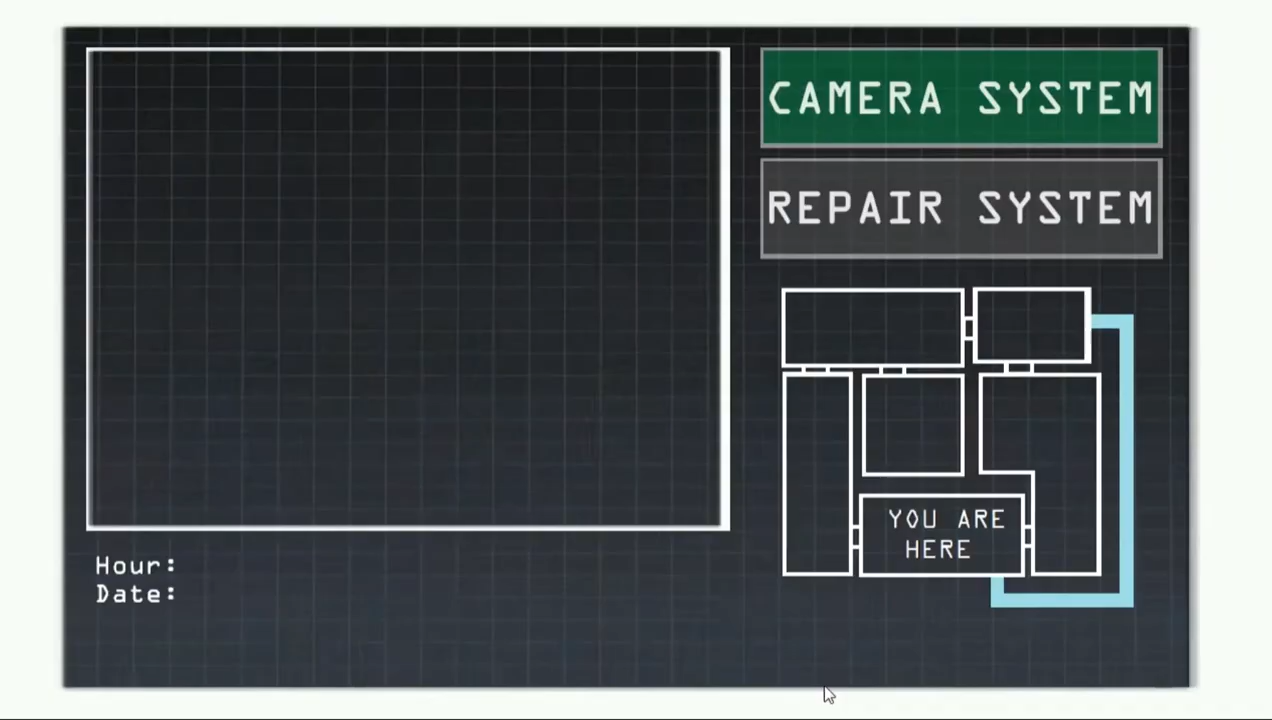 CAMERA SYSTEM
REPAIR SYSTEM
YOU ARE
HERE
Hour:
Date: